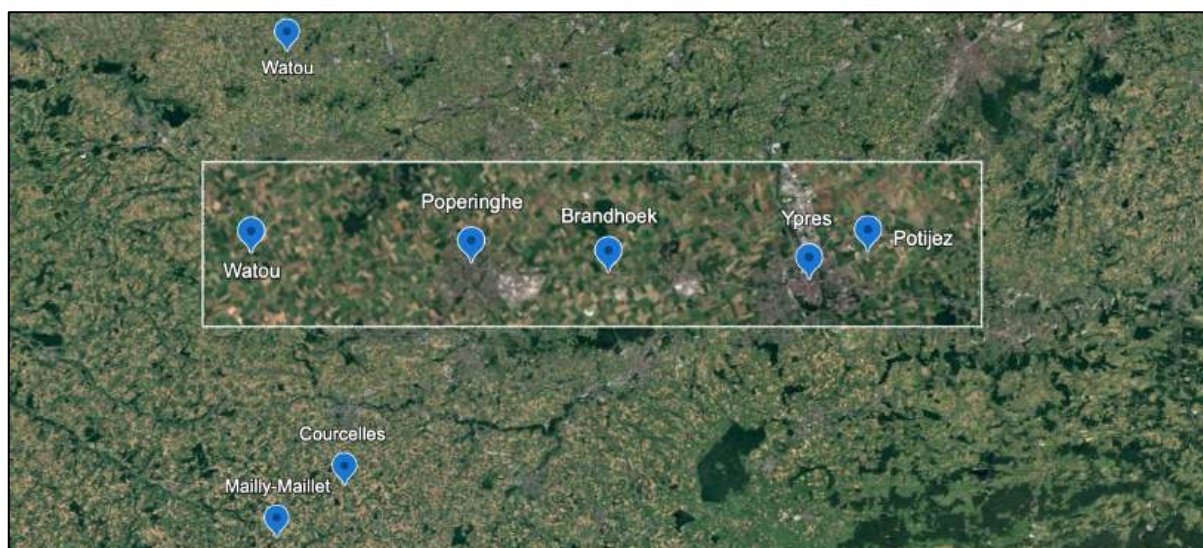 Watou
Poperinghe
Brandhoek
Ypres
Potijez
Watou
Courcelles
Mailly-Maillet